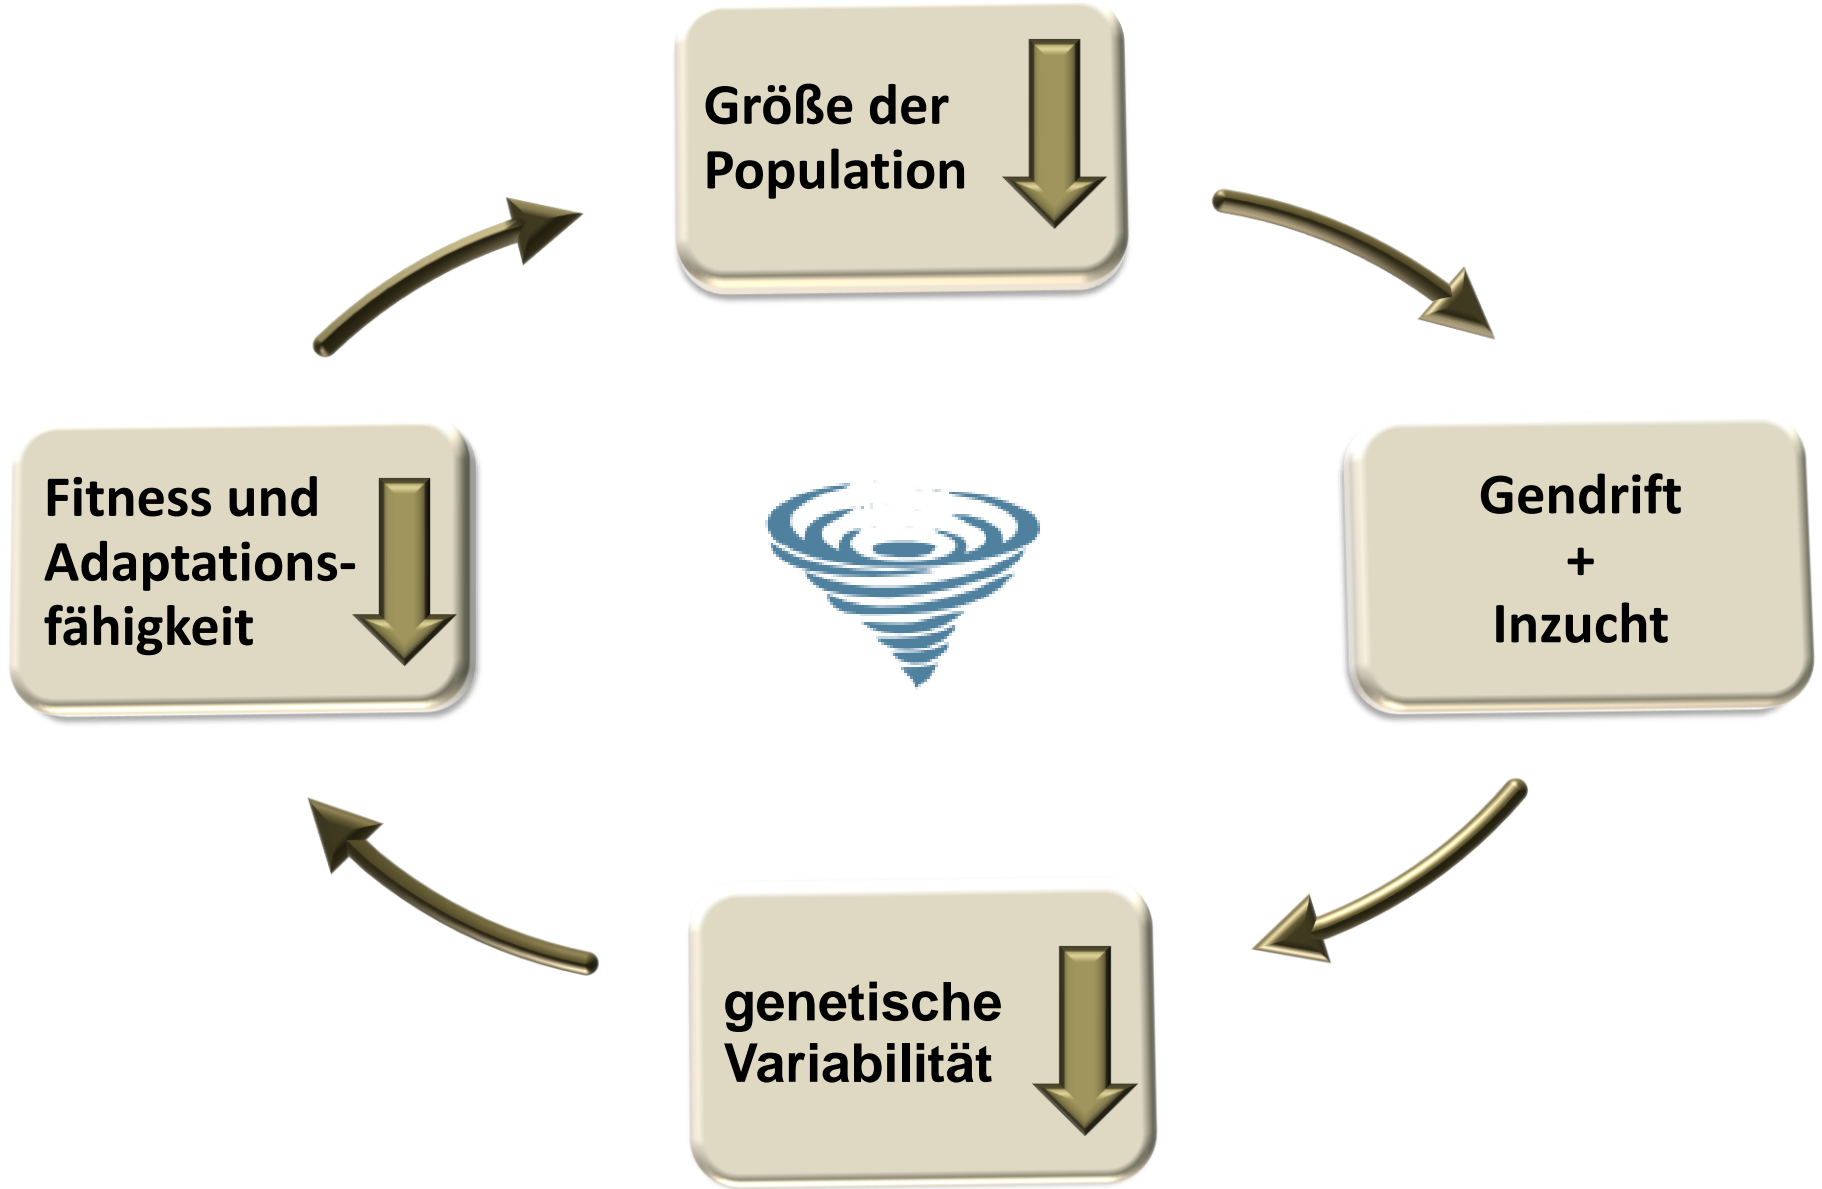 Größe der
Population
Gendrift
+
Inzucht
genetische
Variabilität
Fitness und
Adaptations-
fähigkeit